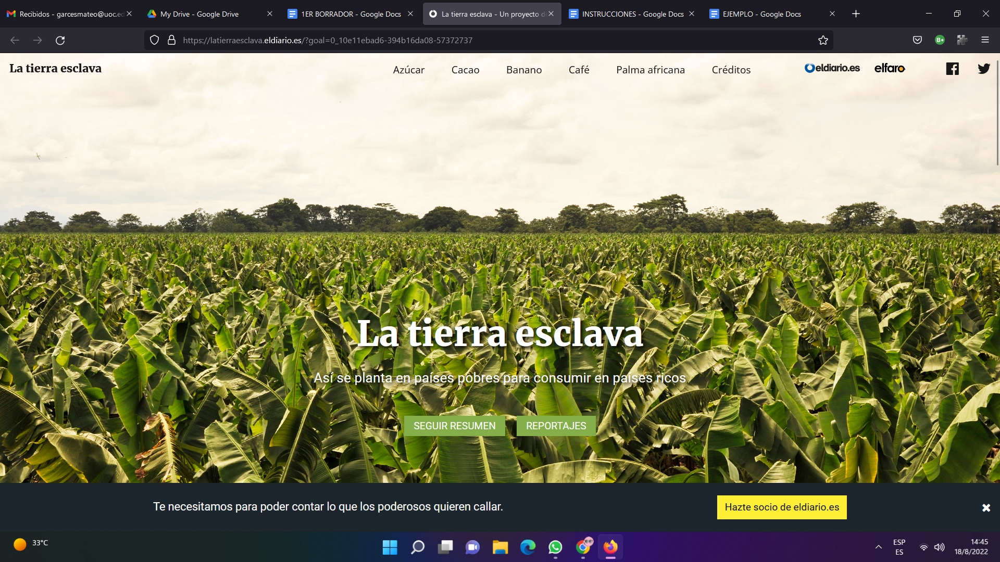 Recibidos - garcesmateo@uoc.ed
My Drive - Google Drive
1ER BORRADOR - Google Docs
La tierra esclava - Un proyecto de
INSTRUCCIONES - Google Docs
EJEMPLO - Google Docs
https://latierraesclava.eldiario.es/?goal=0_10e11ebad6-394b16da08-57372737
B+
La tierra esclava
Azúcar
Cacao
Banano
Café
Palma africana
Créditos
eldiario.es
elfaro
La tierra esclava
Así se planta en países pobres para consumir en países ricos
SEGUIR RESUMEN
REPORTAJES
Te necesitamos para poder contar lo que los poderosos quieren callar.
Hazte socio de eldiario.es
33°C
ESP
ES
14:45
18/8/2022